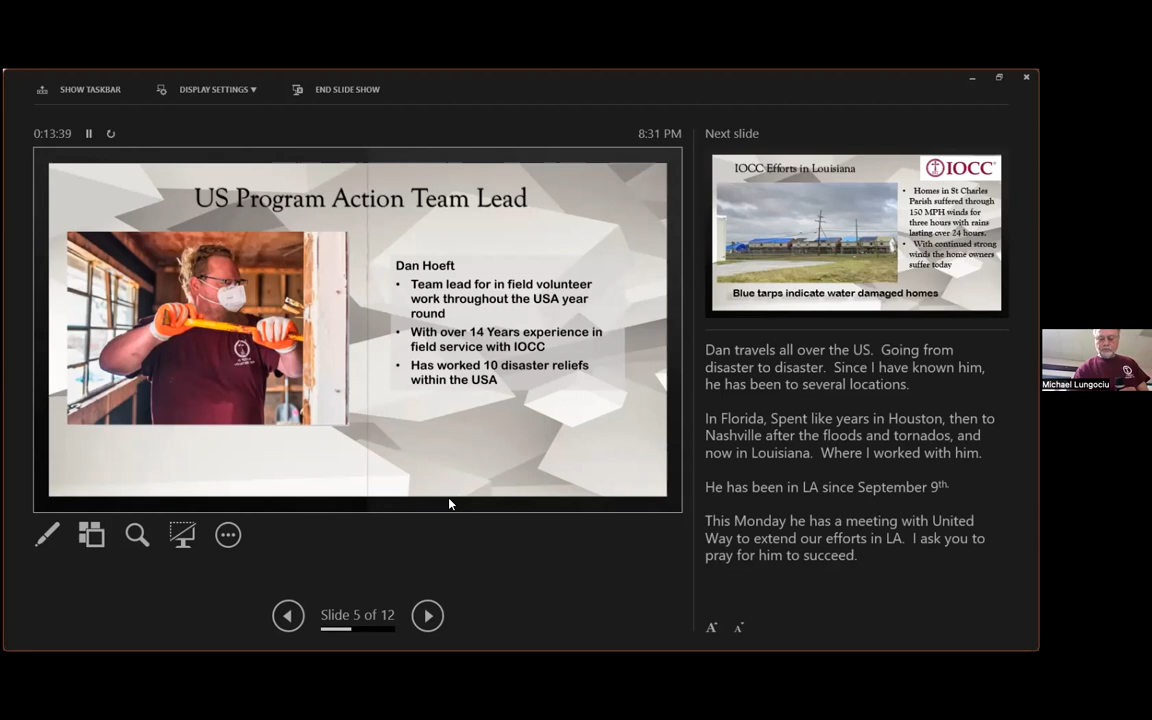 SHOW TASKBAR
DISPLAY SETTINGS ▾
END SLIDE SHOW
0:13:39
8:31 PM
US Program Action Team Lead
Dan Hoeft
• Team lead for in field volunteer
work throughout the USA year
round
• With over 14 Years experience in
field service with IOCC
• Has worked 10 disaster reliefs
within the USA
Slide 5 of 12
Next slide
IOCC Efforts in Louisiana
IOCC
• Homes in St Charles
Parish suffered through
150 MPH winds for
three hours with rains
lasting over 24 hours.
• With continued strong
winds the home owners
suffer today
Blue tarps indicate water damaged homes
Dan travels all over the US. Going from
disaster to disaster. Since I have known him,
he has been to several locations.
In Florida, Spent like years in Houston, then to
Nashville after the floods and tornados, and
now in Louisiana. Where I worked with him.
He has been in LA since September 9th.
This Monday he has a meeting with United
Way to extend our efforts in LA. I ask you to
pray for him to succeed.
A A
Michael Lungociu